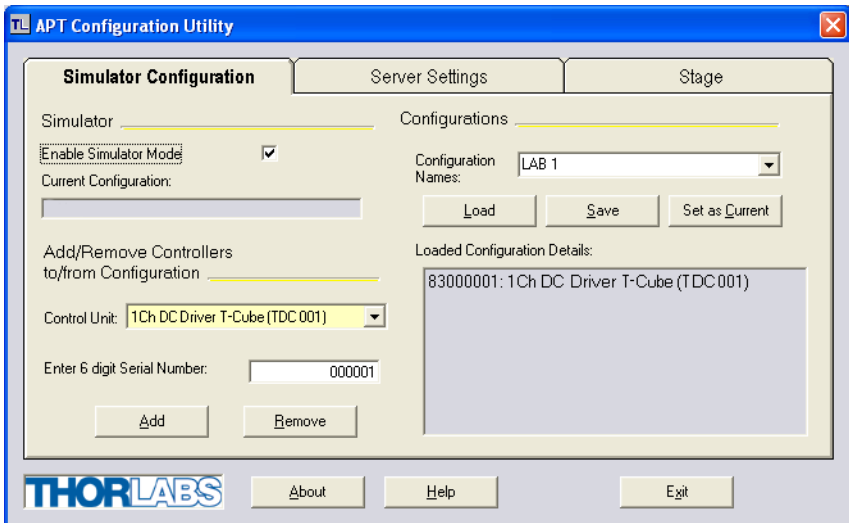 TL APT Configuration Utility
Simulator Configuration
Server Settings
Stage
Simulator
Enable Simulator Mode
Current Configuration:
Add/Remove Controllers
to/from Configuration
Control Unit: 1Ch DC Driver T-Cube (TDC001)
Enter 6 digit Serial Number: 000001
Add
Remove
Configurations
Configuration
Names:
LAB 1
Load
Save
Set as Current
Loaded Configuration Details:
83000001: 1Ch DC Driver T-Cube (TDC001)
THORLABS
About
Help
Exit